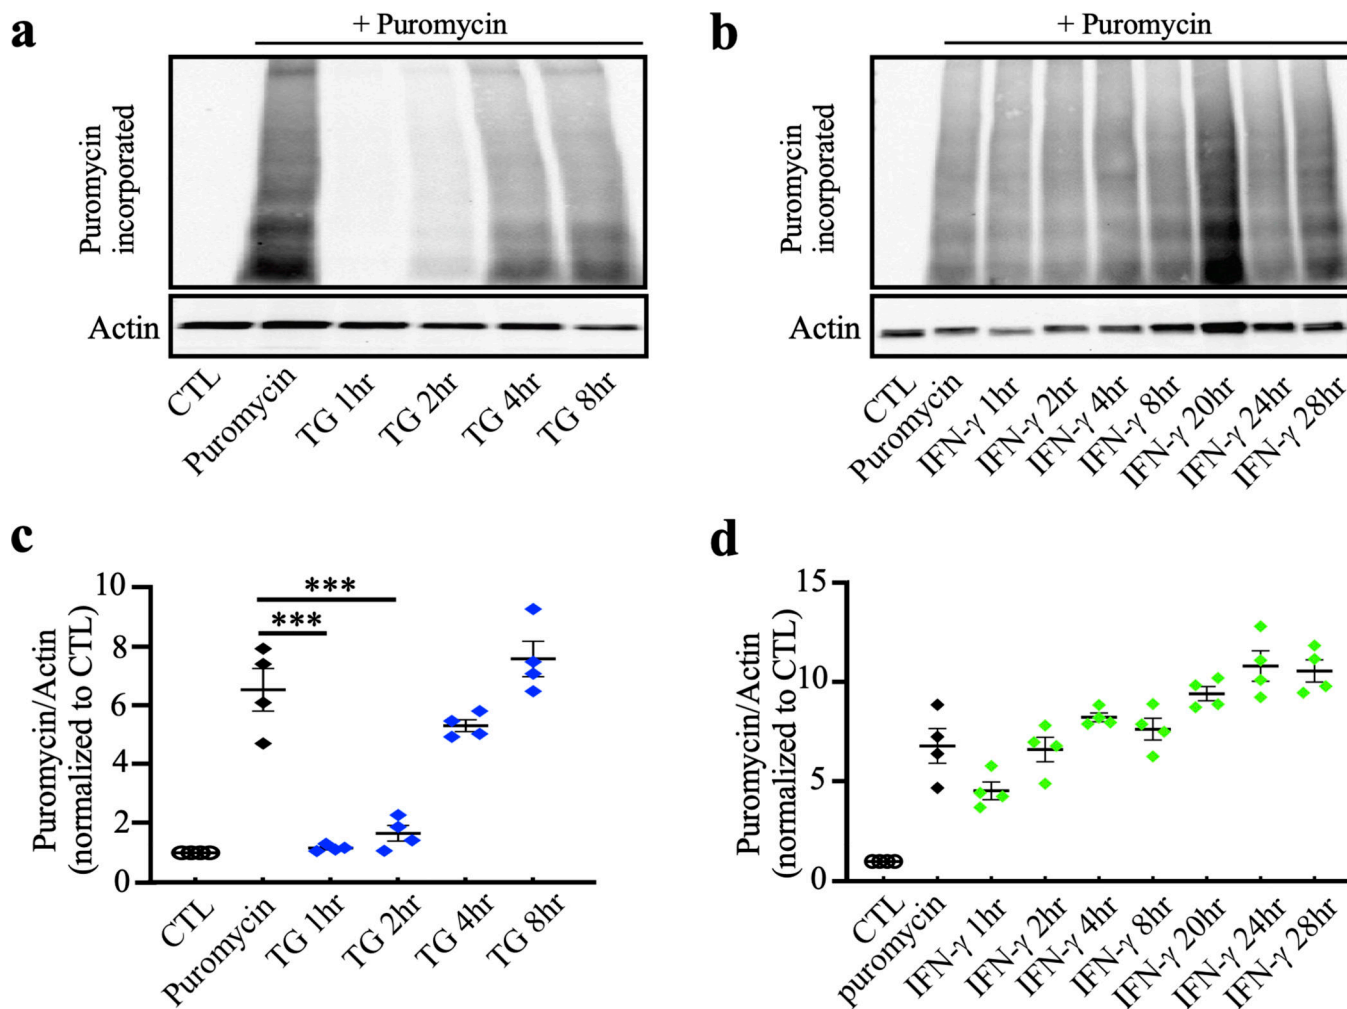 a
+ Puromycin
Puromycin
incorporated
Actin
CTL
Puromycin
TG 1hr
TG 2hr
TG 4hr
TG 8hr
b
+ Puromycin
Puromycin
incorporated
Actin
CTL
Puromycin
IFN-γ 1hr
IFN-γ 2hr
IFN-γ 4hr
IFN-γ 8hr
IFN-γ 20hr
IFN-γ 24hr
IFN-γ 28hr
c
Puromycin/Actin
(normalized to CTL)
10
8
6
4
2
0
***
***
CTL
Puromycin
TG 1hr
TG 2hr
TG 4hr
TG 8hr
d
Puromycin/Actin
(normalized to CTL)
15
10
5
0
CTL
puromycin
IFN-γ 1hr
IFN-γ 2hr
IFN-γ 4hr
IFN-γ 8hr
IFN-γ 20hr
IFN-γ 24hr
IFN-γ 28hr